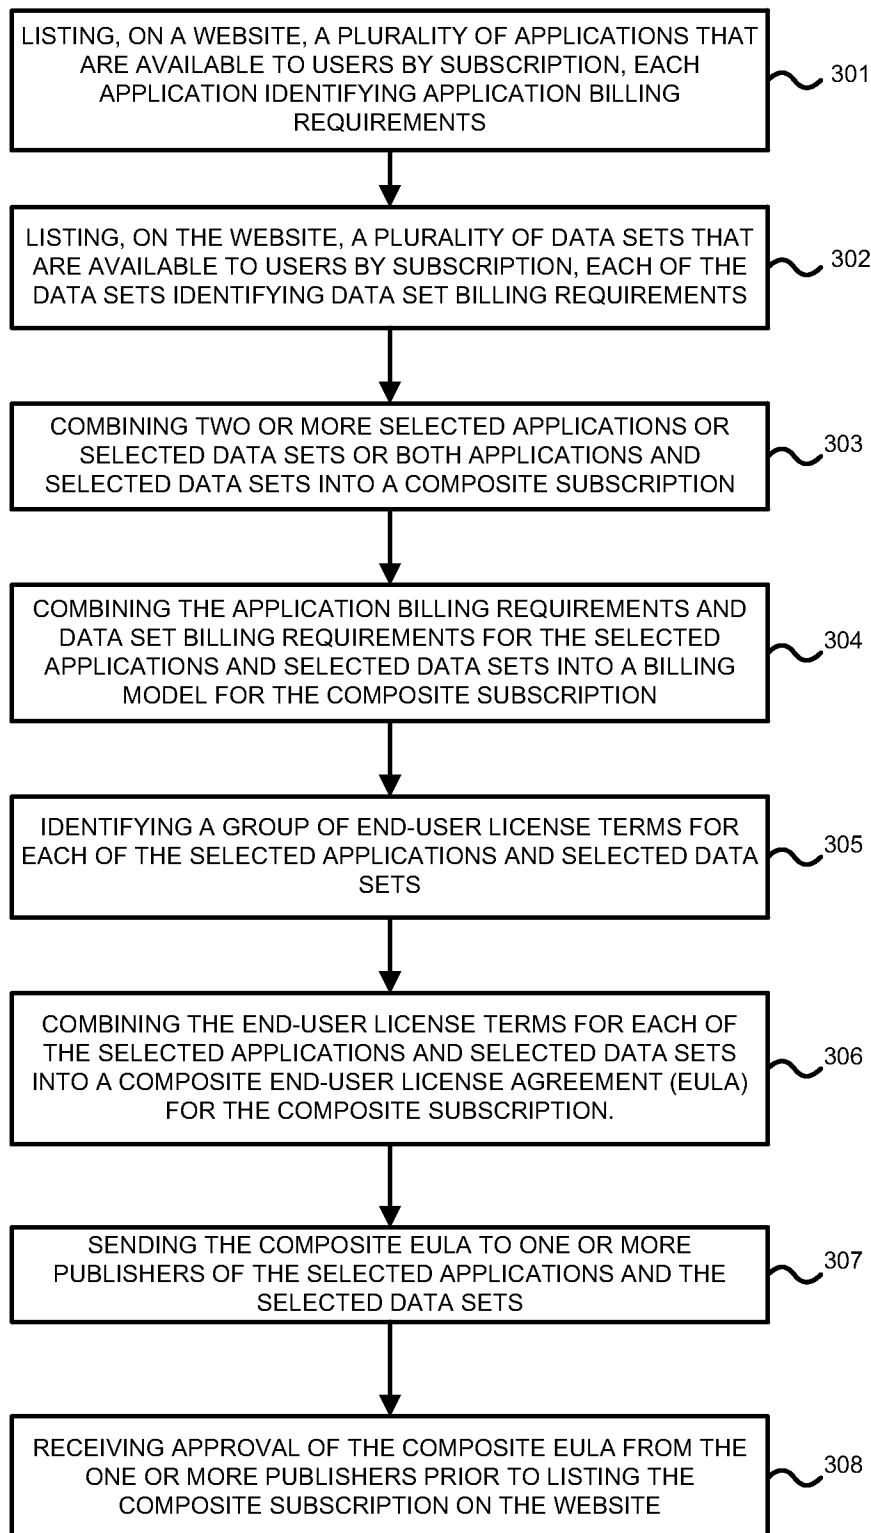 LISTING, ON A WEBSITE, A PLURALITY OF APPLICATIONS THAT
ARE AVAILABLE TO USERS BY SUBSCRIPTION, EACH
APPLICATION IDENTIFYING APPLICATION BILLING
REQUIREMENTS
301
LISTING, ON THE WEBSITE, A PLURALITY OF DATA SETS THAT
ARE AVAILABLE TO USERS BY SUBSCRIPTION, EACH OF THE
DATA SETS IDENTIFYING DATA SET BILLING REQUIREMENTS
302
COMBINING TWO OR MORE SELECTED APPLICATIONS OR
SELECTED DATA SETS OR BOTH APPLICATIONS AND
SELECTED DATA SETS INTO A COMPOSITE SUBSCRIPTION
303
COMBINING THE APPLICATION BILLING REQUIREMENTS AND
DATA SET BILLING REQUIREMENTS FOR THE SELECTED
APPLICATIONS AND SELECTED DATA SETS INTO A BILLING
MODEL FOR THE COMPOSITE SUBSCRIPTION
304
IDENTIFYING A GROUP OF END-USER LICENSE TERMS FOR
EACH OF THE SELECTED APPLICATIONS AND SELECTED DATA
SETS
305
COMBINING THE END-USER LICENSE TERMS FOR EACH OF
THE SELECTED APPLICATIONS AND SELECTED DATA SETS
INTO A COMPOSITE END-USER LICENSE AGREEMENT (EULA)
FOR THE COMPOSITE SUBSCRIPTION.
306
SENDING THE COMPOSITE EULA TO ONE OR MORE
PUBLISHERS OF THE SELECTED APPLICATIONS AND THE
SELECTED DATA SETS
307
RECEIVING APPROVAL OF THE COMPOSITE EULA FROM THE
ONE OR MORE PUBLISHERS PRIOR TO LISTING THE
COMPOSITE SUBSCRIPTION ON THE WEBSITE
308